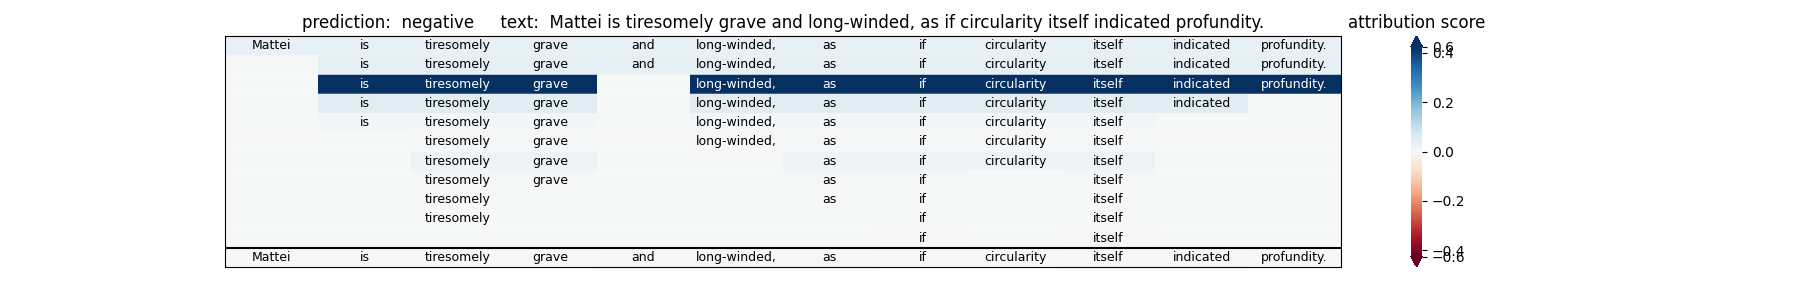 prediction: negative text: Mattei is tiresomely grave and long-winded, as if circularity itself indicated profundity. attribution score
Mattei is tiresomely grave and long-winded, as if circularity itself indicated profundity.
is tiresomely grave and long-winded, as if circularity itself indicated profundity.
is tiresomely grave long-winded, as if circularity itself indicated profundity.
is tiresomely grave long-winded, as if circularity itself indicated
is tiresomely grave long-winded, as if circularity itself
tiresomely grave long-winded, as if circularity itself
tiresomely grave as if circularity itself
tiresomely grave as if itself
tiresomely as if itself
tiresomely if itself
if itself
Mattei is tiresomely grave and long-winded, as if circularity itself indicated profundity.
0.6
0.4
0.2
0.0
−0.2
−0.4
−0.6